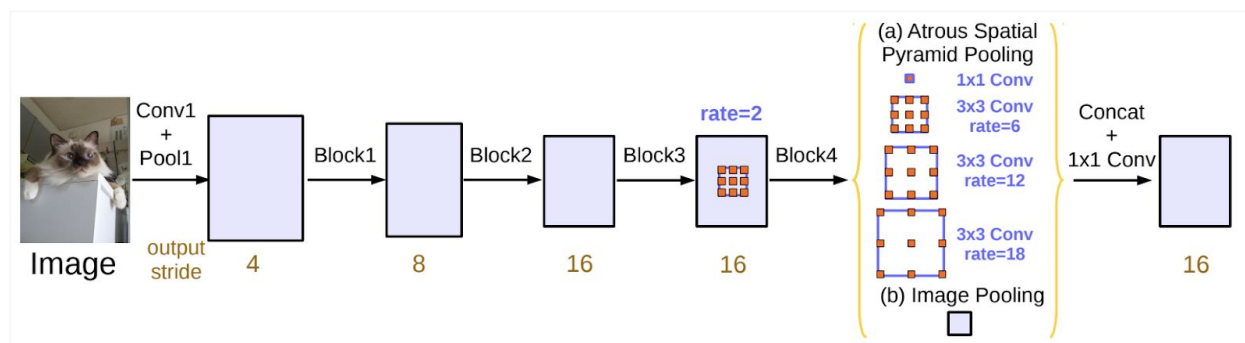 Image
Conv1
+
Pool1
output
stride
4
Block1
8
Block2
16
Block3
rate=2
16
Block4
(a) Atrous Spatial
Pyramid Pooling
1x1 Conv
3x3 Conv
rate=6
3x3 Conv
rate=12
3x3 Conv
rate=18
(b) Image Pooling
Concat
+
1x1 Conv
16